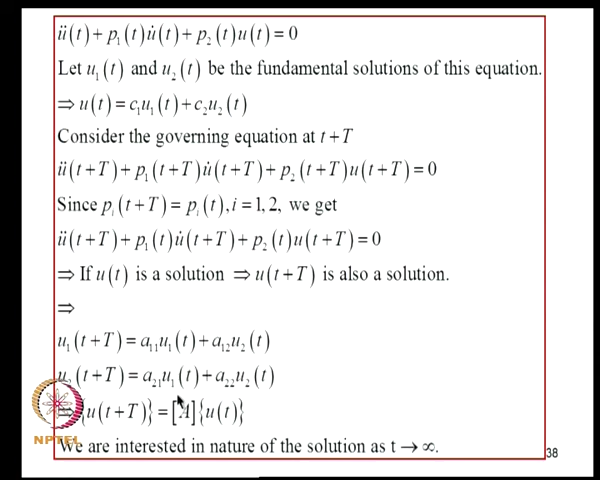 ü(t)+p₁(t)u̇(t)+p₂(t)u(t)=0
Let u₁(t) and u₂(t) be the fundamental solutions of this equation.
⇒ u(t)=c₁u₁(t)+c₂u₂(t)
Consider the governing equation at t+T
ü(t+T)+p₁(t+T)u̇(t+T)+p₂(t+T)u(t+T)=0
Since pᵢ(t+T)=pᵢ(t), i=1,2, we get
ü(t+T)+p₁(t)u̇(t+T)+p₂(t)u(t+T)=0
⇒ If u(t) is a solution ⇒ u(t+T) is also a solution.
⇒
u₁(t+T)=a₁₁u₁(t)+a₁₂u₂(t)
u₂(t+T)=a₂₁u₁(t)+a₂₂u₂(t)
⇒{u(t+T)}=[A]{u(t)}
NPTEL
We are interested in nature of the solution as t→∞.
38